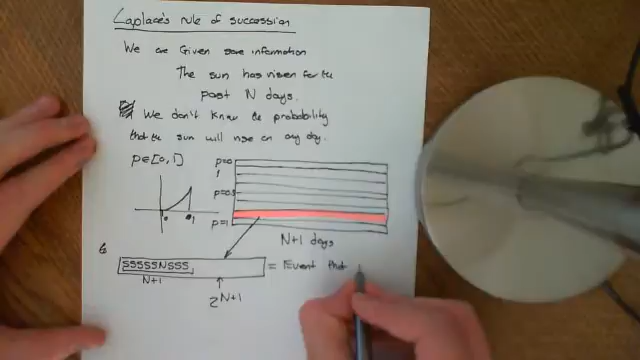 Laplace's rule of succession
We are Given some information
The sun has risen for the
past N days.
We don't know the probability
that the sun will rise on any day.
p∈[0,1]
p=0
p=0.5
p=1
0 1
N+1 days
SSSSSNSSS
= Event that
N+1
2^{N+1}